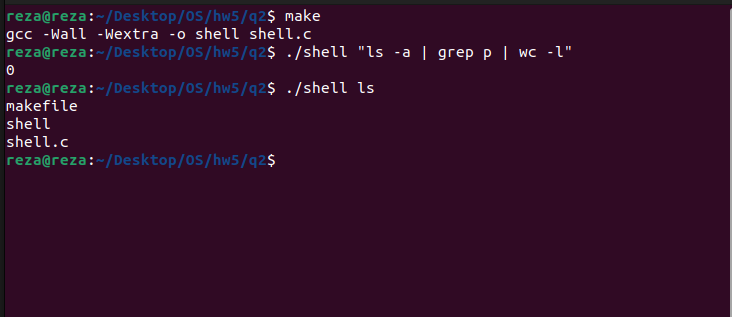 reza@reza:~/Desktop/OS/hw5/q2$ make
gcc -Wall -Wextra -o shell shell.c
reza@reza:~/Desktop/OS/hw5/q2$ ./shell "ls -a | grep p | wc -l"
0
reza@reza:~/Desktop/OS/hw5/q2$ ./shell ls
makefile
shell
shell.c
reza@reza:~/Desktop/OS/hw5/q2$